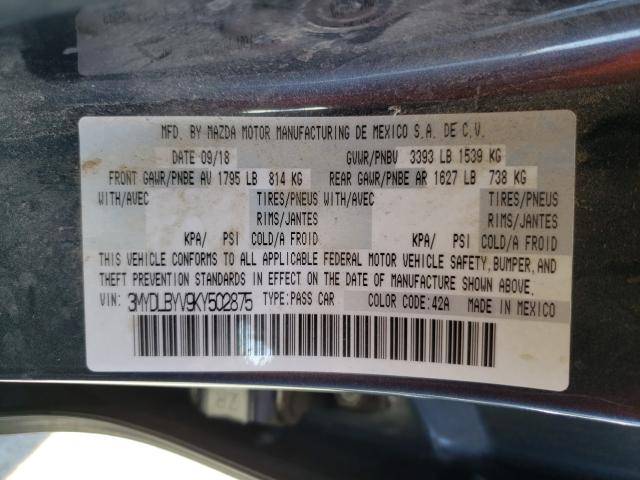 MFD. BY MAZDA MOTOR MANUFACTURING DE MEXICO S.A. DE C.V.
DATE 09/18 GVWR/PNBV 3393 LB 1539 KG
FRONT GAWR/PNBE AV 1795 LB 814 KG REAR GAWR/PNBE AR 1627 LB 738 KG
WITH/AVEC TIRES/PNEUS WITH/AVEC TIRES/PNEUS
RIMS/JANTES RIMS/JANTES
KPA/ PSI COLD/A FROID KPA/ PSI COLD/A FROID
THIS VEHICLE CONFORMS TO ALL APPLICABLE FEDERAL MOTOR VEHICLE SAFETY, BUMPER, AND
THEFT PREVENTION STANDARDS IN EFFECT ON THE DATE OF MANUFACTURE SHOWN ABOVE.
VIN: 3MYDLBYV9KY502875 TYPE:PASS CAR COLOR CODE:42A MADE IN MEXICO